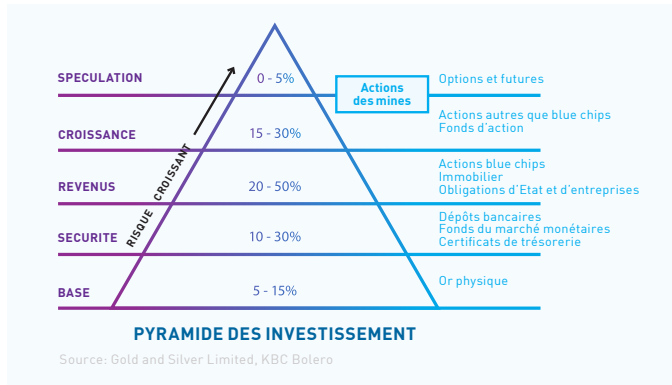 SPECULATION
0 - 5%
Actions
des mines
Options et futures
CROISSANCE
15 - 30%
Actions autres que blue chips
Fonds d'action
RISQUE CROISSANT
REVENUS
20 - 50%
Actions blue chips
Immobilier
Obligations d'Etat et d'entreprises
SECURITE
10 - 30%
Dépôts bancaires
Fonds du marché monétaires
Certificats de trésorerie
BASE
5 - 15%
Or physique
PYRAMIDE DES INVESTISSEMENT
Source: Gold and Silver Limited, KBC Bolero